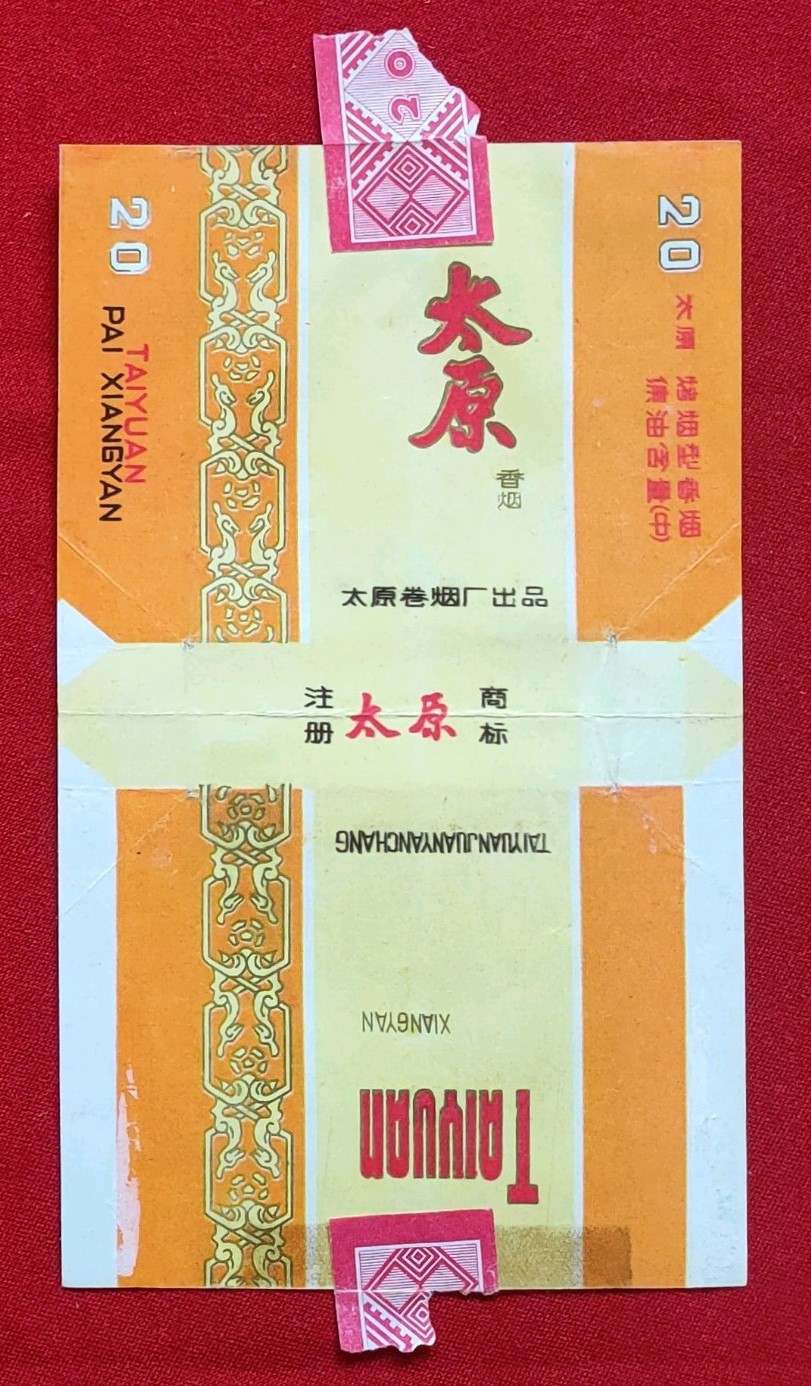 20
20
TAIYUAN
PAI XIANGYAN
太原
香烟
太原卷烟厂出品
20
太原 烤烟型香烟
焦油含量(中)
注册
太原
商标
TAIYUANJUANYANCHANG
XIANGYAN
TAIYUAN